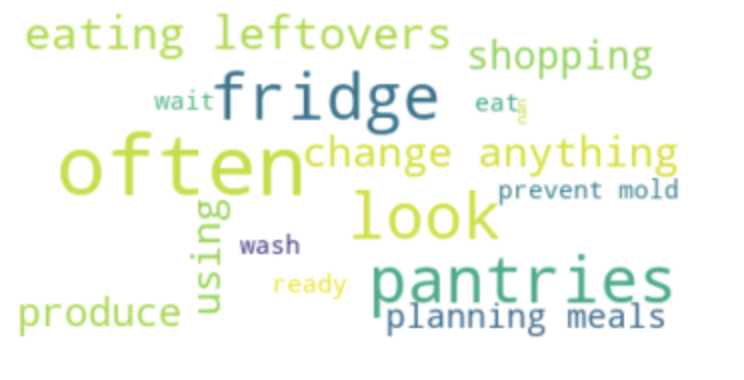 eating leftovers
shopping
wait
fridge
eat
nan
often
change anything
prevent mold
look
using
wash
ready
pantries
produce
planning meals